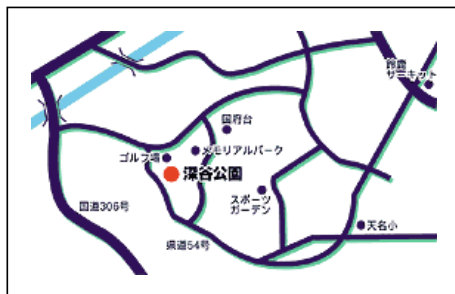 鈴鹿
サーキット
国府台
メモリアルパーク
ゴルフ場
深谷公園
スポーツ
ガーデン
国道306号
天名小
県道54号